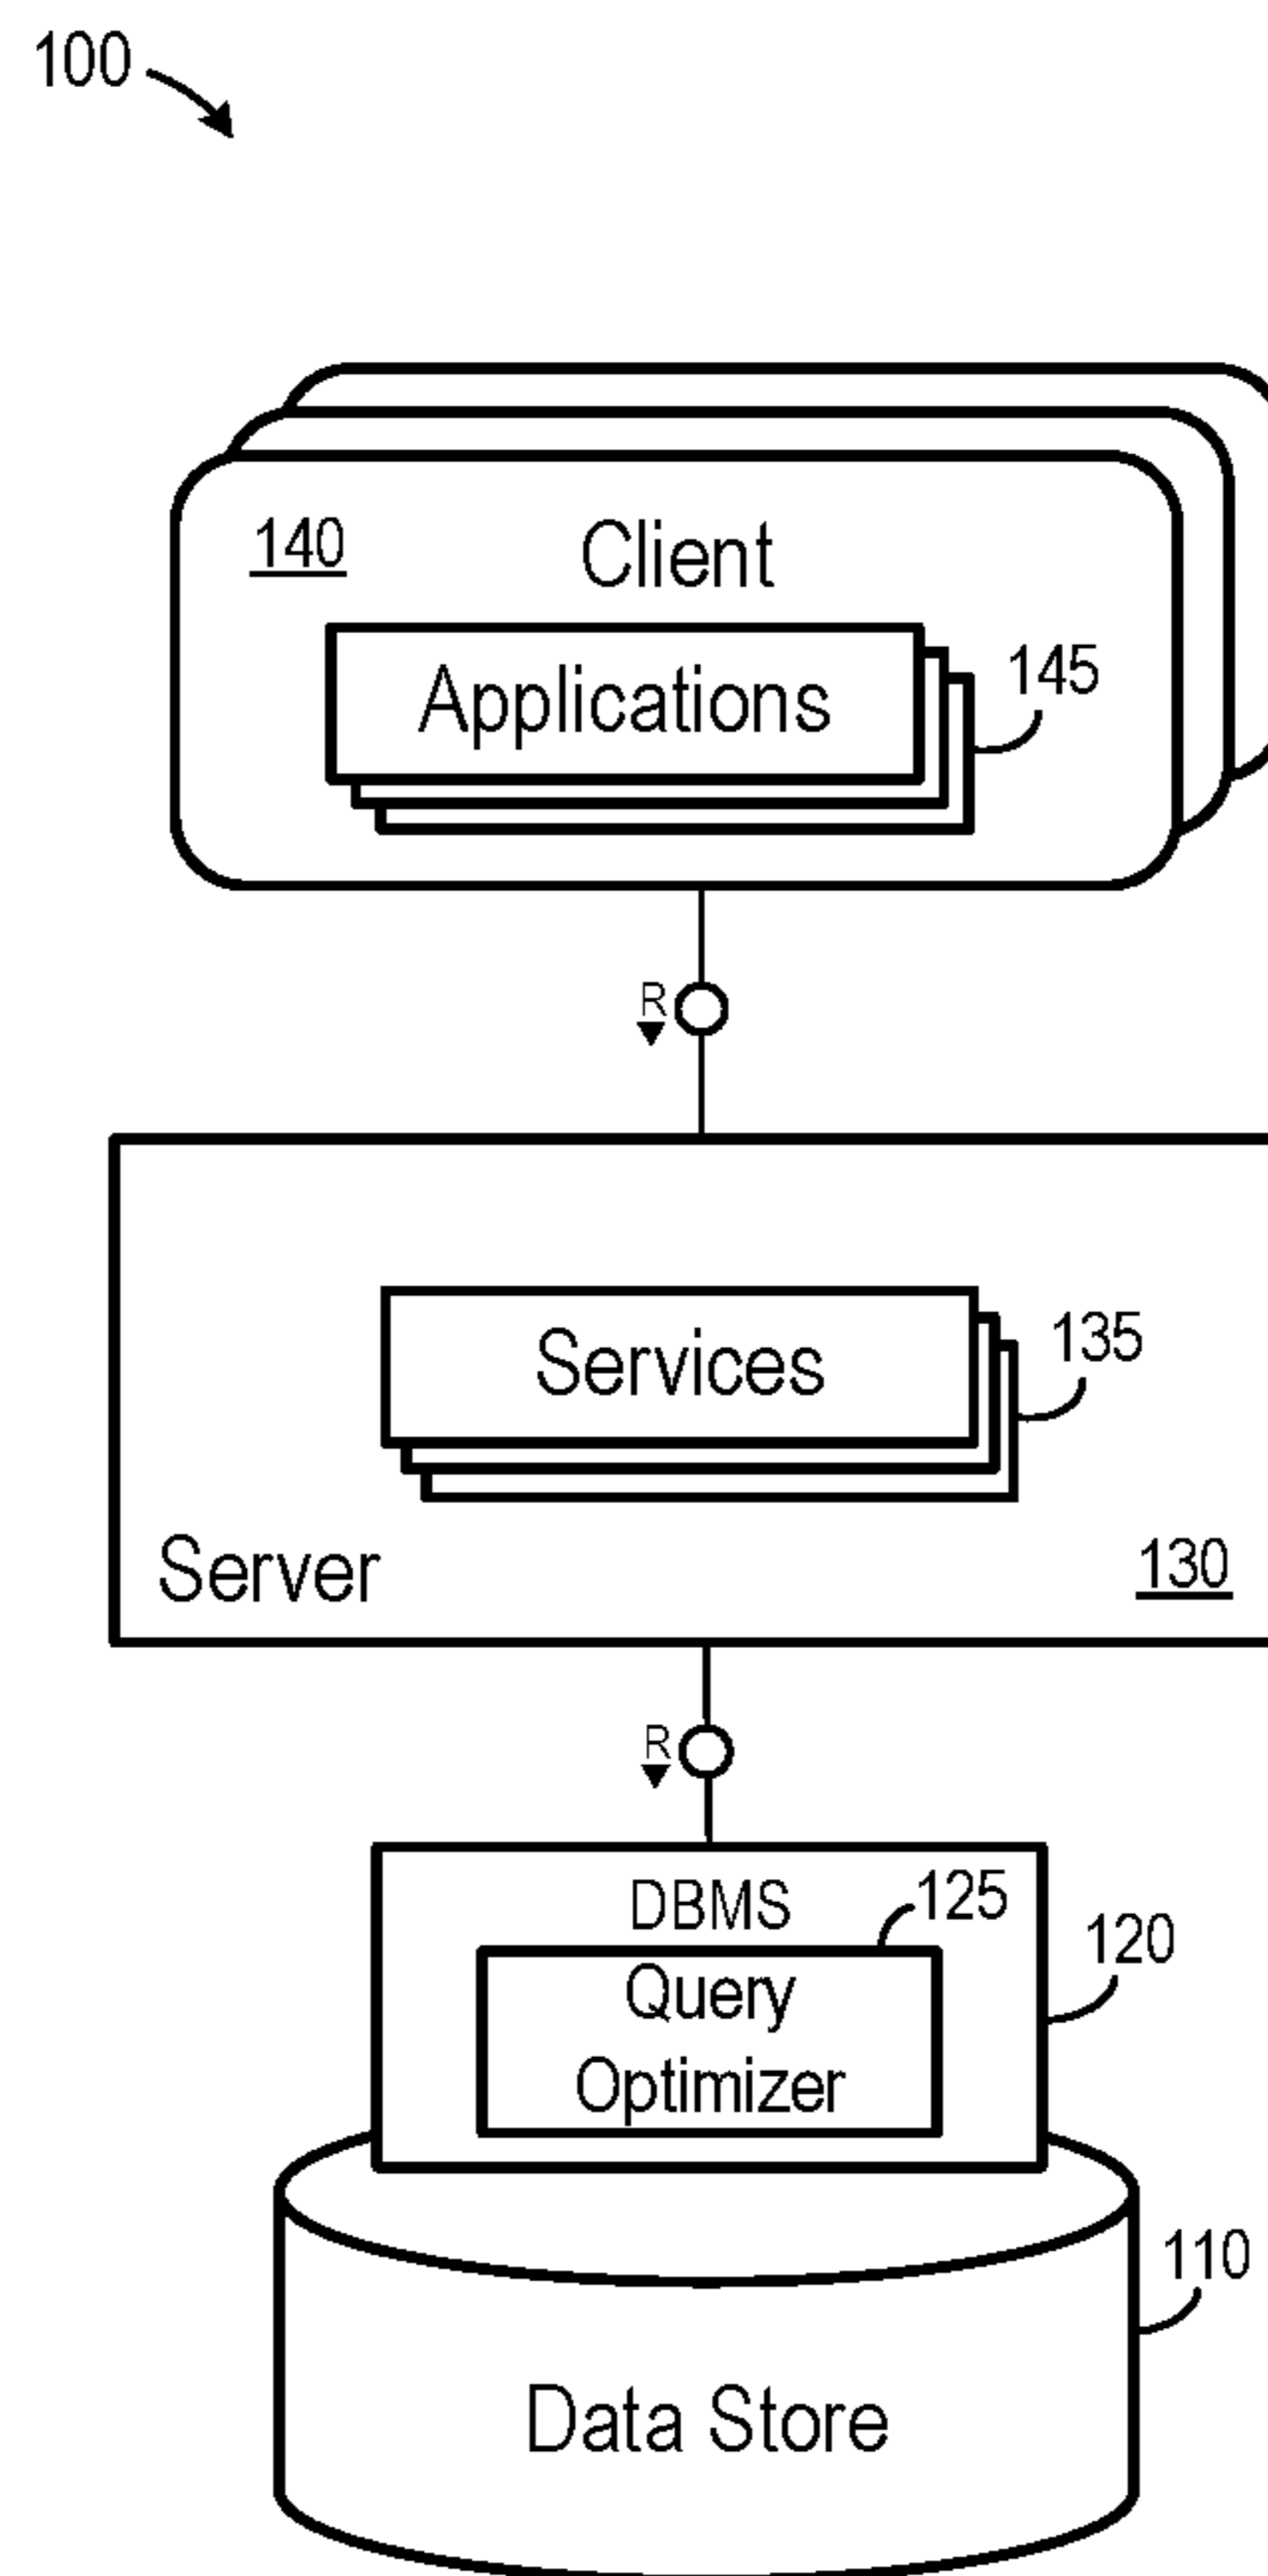 100
140
Client
Applications
145
R
Services
135
Server
130
R
DBMS
125
Query
Optimizer
120
110
Data Store